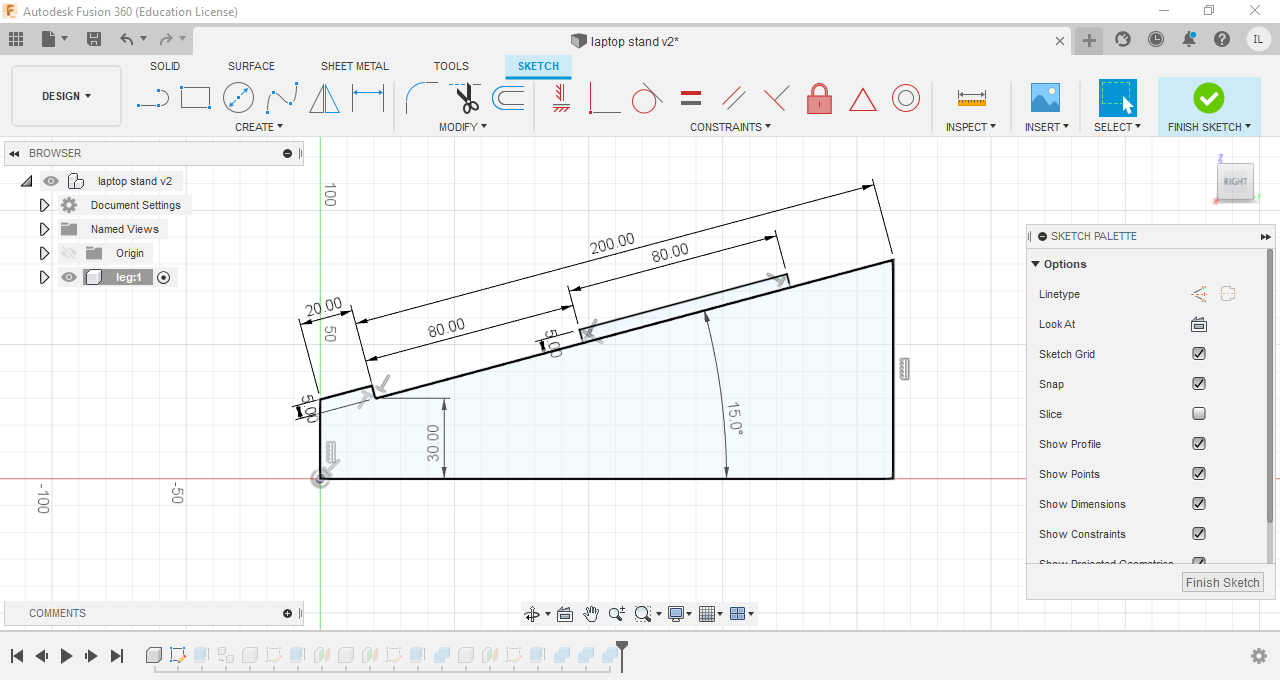 Autodesk Fusion 360 (Education License)
laptop stand v2*
IL
DESIGN
SOLID
SURFACE
SHEET METAL
TOOLS
SKETCH
CREATE
MODIFY
CONSTRAINTS
INSPECT
INSERT
SELECT
FINISH SKETCH
BROWSER
laptop stand v2
Document Settings
Named Views
Origin
leg:1
100
50
-50
-100
200.00
80.00
20.00
80.00
5.00
5.00
30.00
15.0°
Z
RIGHT
Y
X
SKETCH PALETTE
Options
Linetype
Look At
Sketch Grid
Snap
Slice
Show Profile
Show Points
Show Dimensions
Show Constraints
Show Projected Geometries
Finish Sketch
COMMENTS